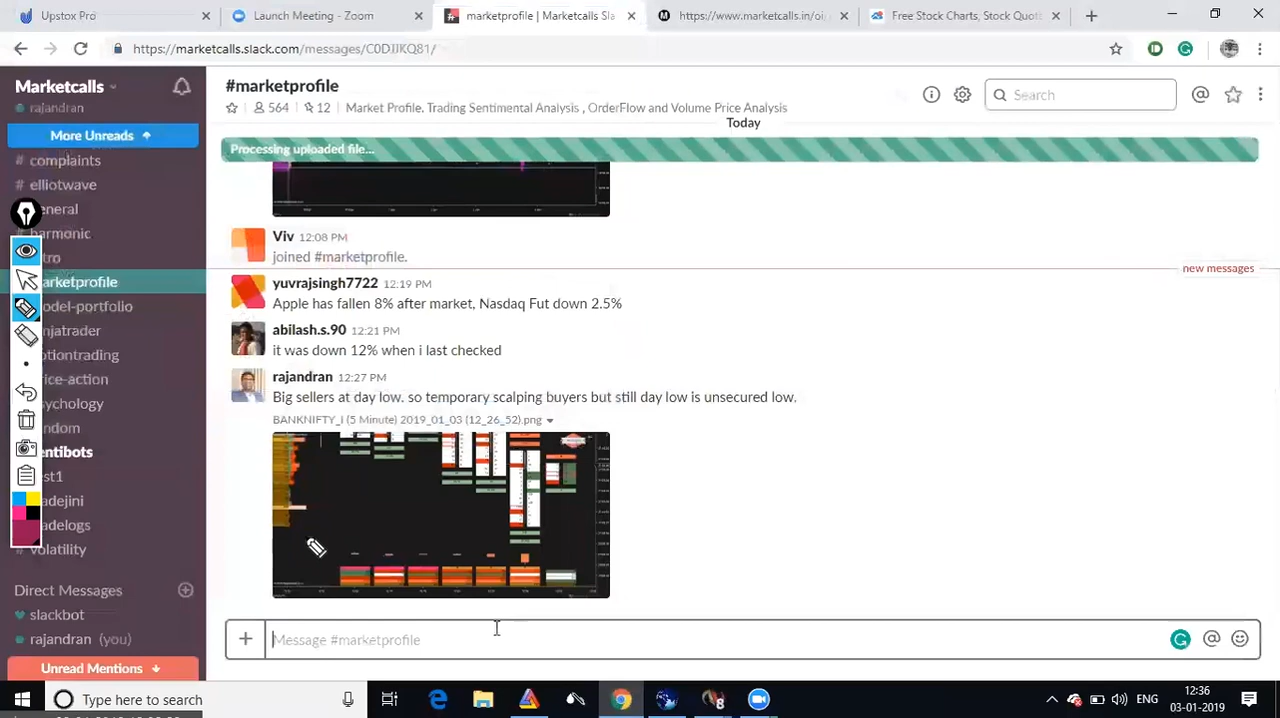 Upstox Pro
Launch Meeting - Zoom
marketprofile | Marketcalls Sla
https://www.marketcalls.in/oi
Free Stock Charts, Stock Quot
https://marketcalls.slack.com/messages/C0DJJKQ81/
Marketcalls
rajandran
More Unreads
# complaints
# elliotwave
general
harmonic
tro
arketprofile
odel-portfolio
njatrader
otiontrading
ice-action
ychology
ndom
entibots
st1
adejini
adelogs
# volatility
Direct Messages
slackbot
rajandran (you)
Unread Mentions
#marketprofile
564
12
Market Profile. Trading Sentimental Analysis , OrderFlow and Volume Price Analysis
Search
Today
Processing uploaded file...
Viv 12:08 PM
joined #marketprofile.
new messages
yuvrajsingh7722 12:19 PM
Apple has fallen 8% after market, Nasdaq Fut down 2.5%
abilash.s.90 12:21 PM
it was down 12% when i last checked
rajandran 12:27 PM
Big sellers at day low. so temporary scalping buyers but still day low is unsecured low.
BANKNIFTY_I (5 Minute) 2019_01_03 (12_26_52).png
Message #marketprofile
Type here to search
ENG
12:36
03-01-2019